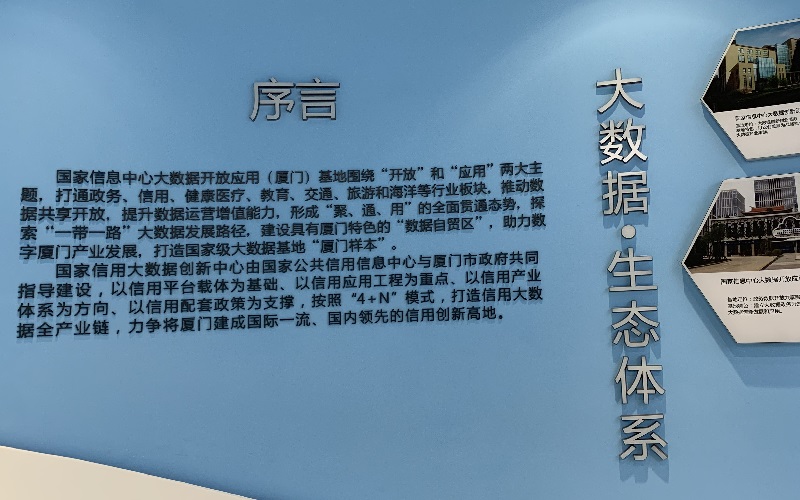 序言
国家信息中心大数据开放应用（厦门）基地围绕“开放”和“应用”两大主
题，打通政务、信用、健康医疗、教育、交通、旅游和海洋等行业板块，推动数
据共享开放，提升数据运营增值能力，形成“聚、通、用”的全面贯通态势，探
索“一带一路”大数据发展路径，建设具有厦门特色的“数据自贸区”，助力数
字厦门产业发展，打造国家级大数据基地“厦门样本”。
国家信用大数据创新中心由国家公共信用信息中心与厦门市政府共同
指导建设，以信用平台载体为基础、以信用应用工程为重点、以信用产业
体系为方向、以信用配套政策为支撑，按照“4+N”模式，打造信用大数
据全产业链，力争将厦门建成国际一流、国内领先的信用创新高地。
大数据·生态体系